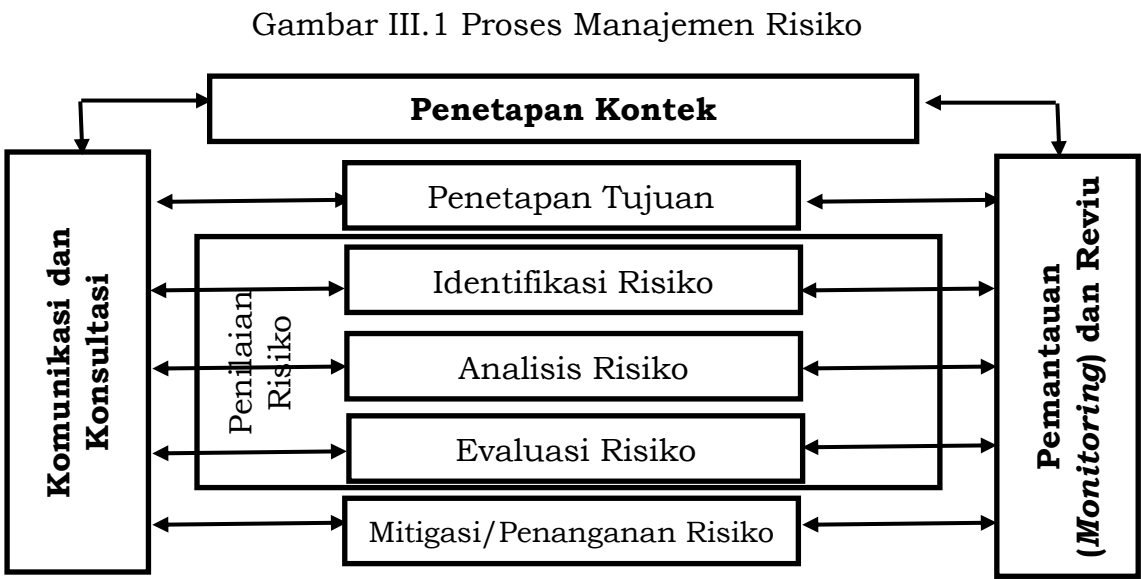 Gambar III.1 Proses Manajemen Risiko
Penetapan Kontek
Komunikasi dan
Konsultasi
Penetapan Tujuan
Penilaian
Risiko
Identifikasi Risiko
Analisis Risiko
Evaluasi Risiko
Mitigasi/Penanganan Risiko
Pemantauan
(Monitoring) dan Reviu